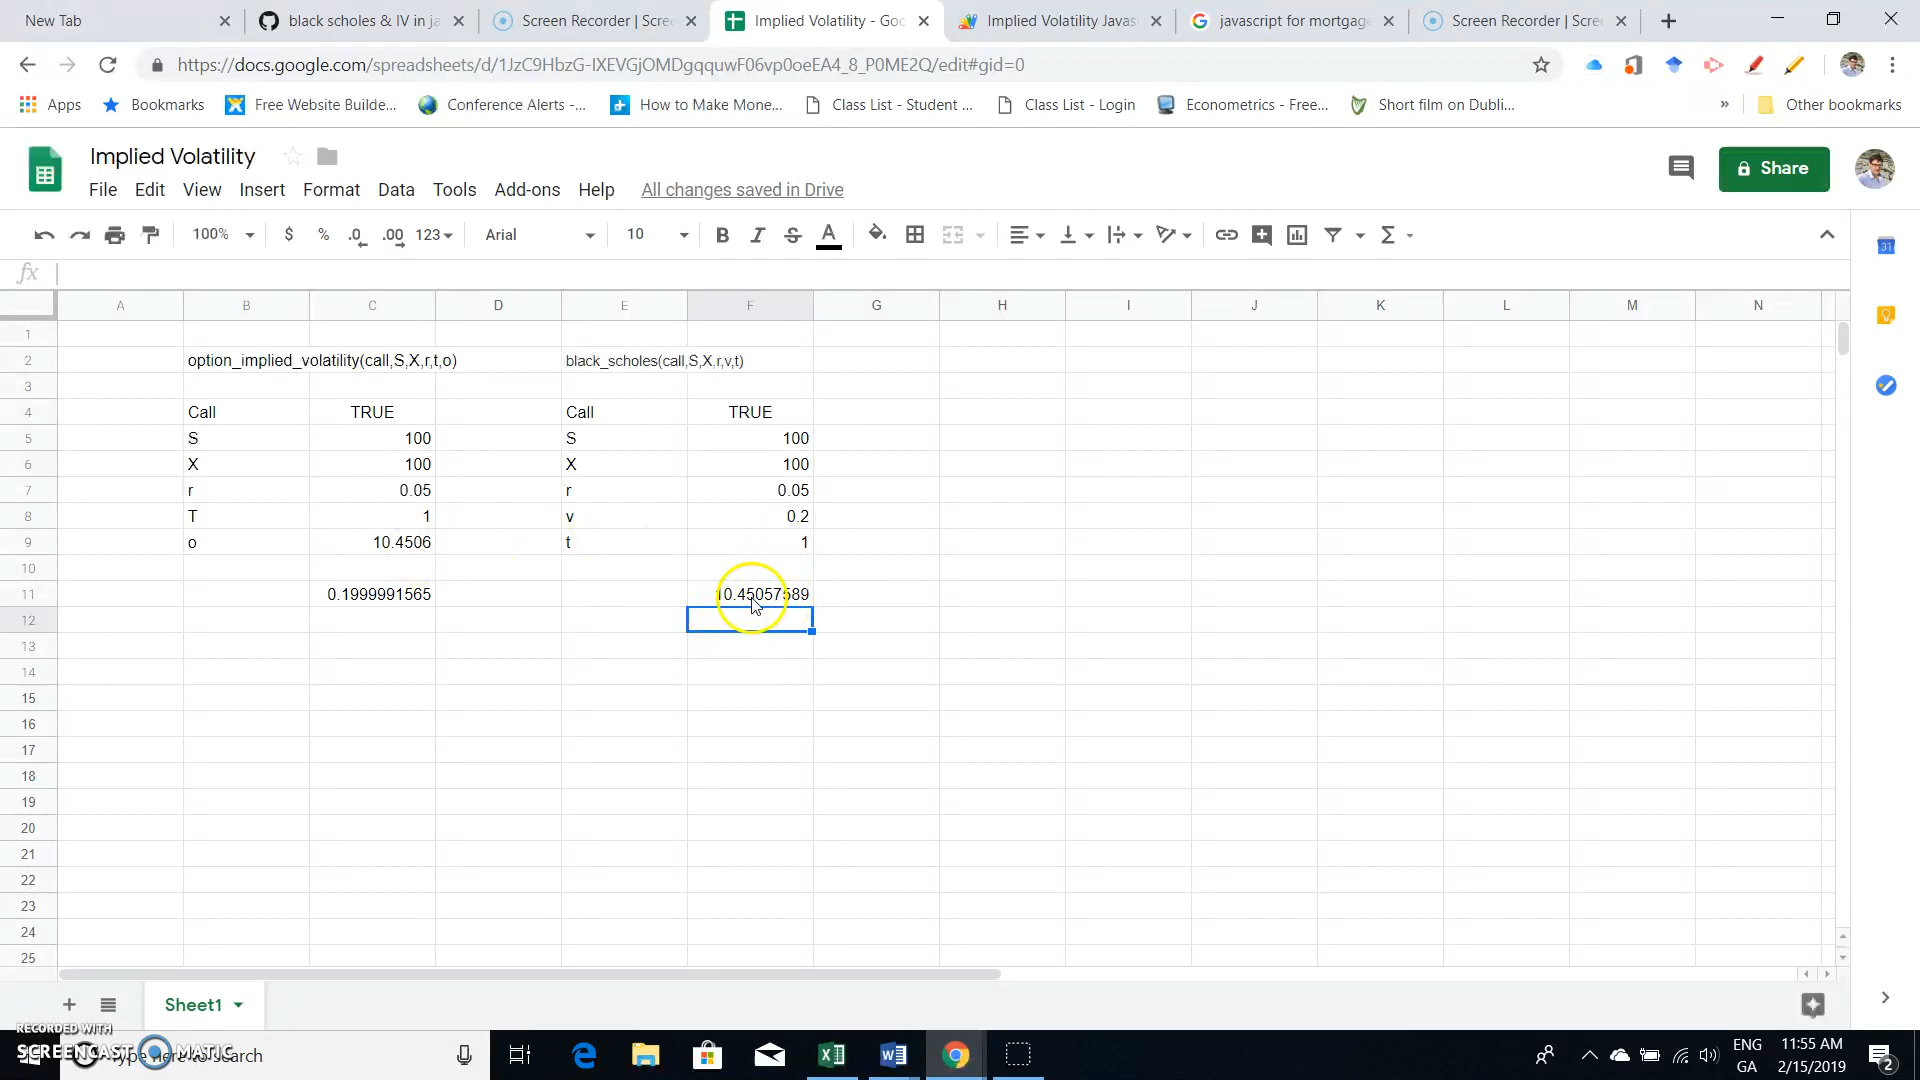 New Tab
black scholes & IV in ja
Screen Recorder | Scre
Implied Volatility - Goo
Implied Volatility Javas
javascript for mortgage
Screen Recorder | Scre
https://docs.google.com/spreadsheets/d/1JzC9HbzG-IXEVGjOMDgqquwF06vp0oeEA4_8_P0ME2Q/edit#gid=0
Apps
Bookmarks
Free Website Builde...
Conference Alerts -...
How to Make Mone...
Class List - Student ...
Class List - Login
Econometrics - Free...
Short film on Dubli...
»
Other bookmarks
Implied Volatility
File Edit View Insert Format Data Tools Add-ons Help All changes saved in Drive
Share
100% $ % .0 .00 123 Arial 10 B I S A Σ
31
fx
A B C D E F G H I J K L M N
1
2 option_implied_volatility(call,S,X,r,t,o) black_scholes(call,S,X,r,v,t)
3
4 Call TRUE Call TRUE
5 S 100 S 100
6 X 100 X 100
7 r 0.05 r 0.05
8 T 1 v 0.2
9 o 10.4506 t 1
10
11 0.1999991565 10.45057589
12
13
14
15
16
17
18
19
20
21
22
23
24
25
Sheet1
RECORDED WITH
SCREENCAST MATIC
Type here to search
ENG
GA
11:55 AM
2/15/2019
2